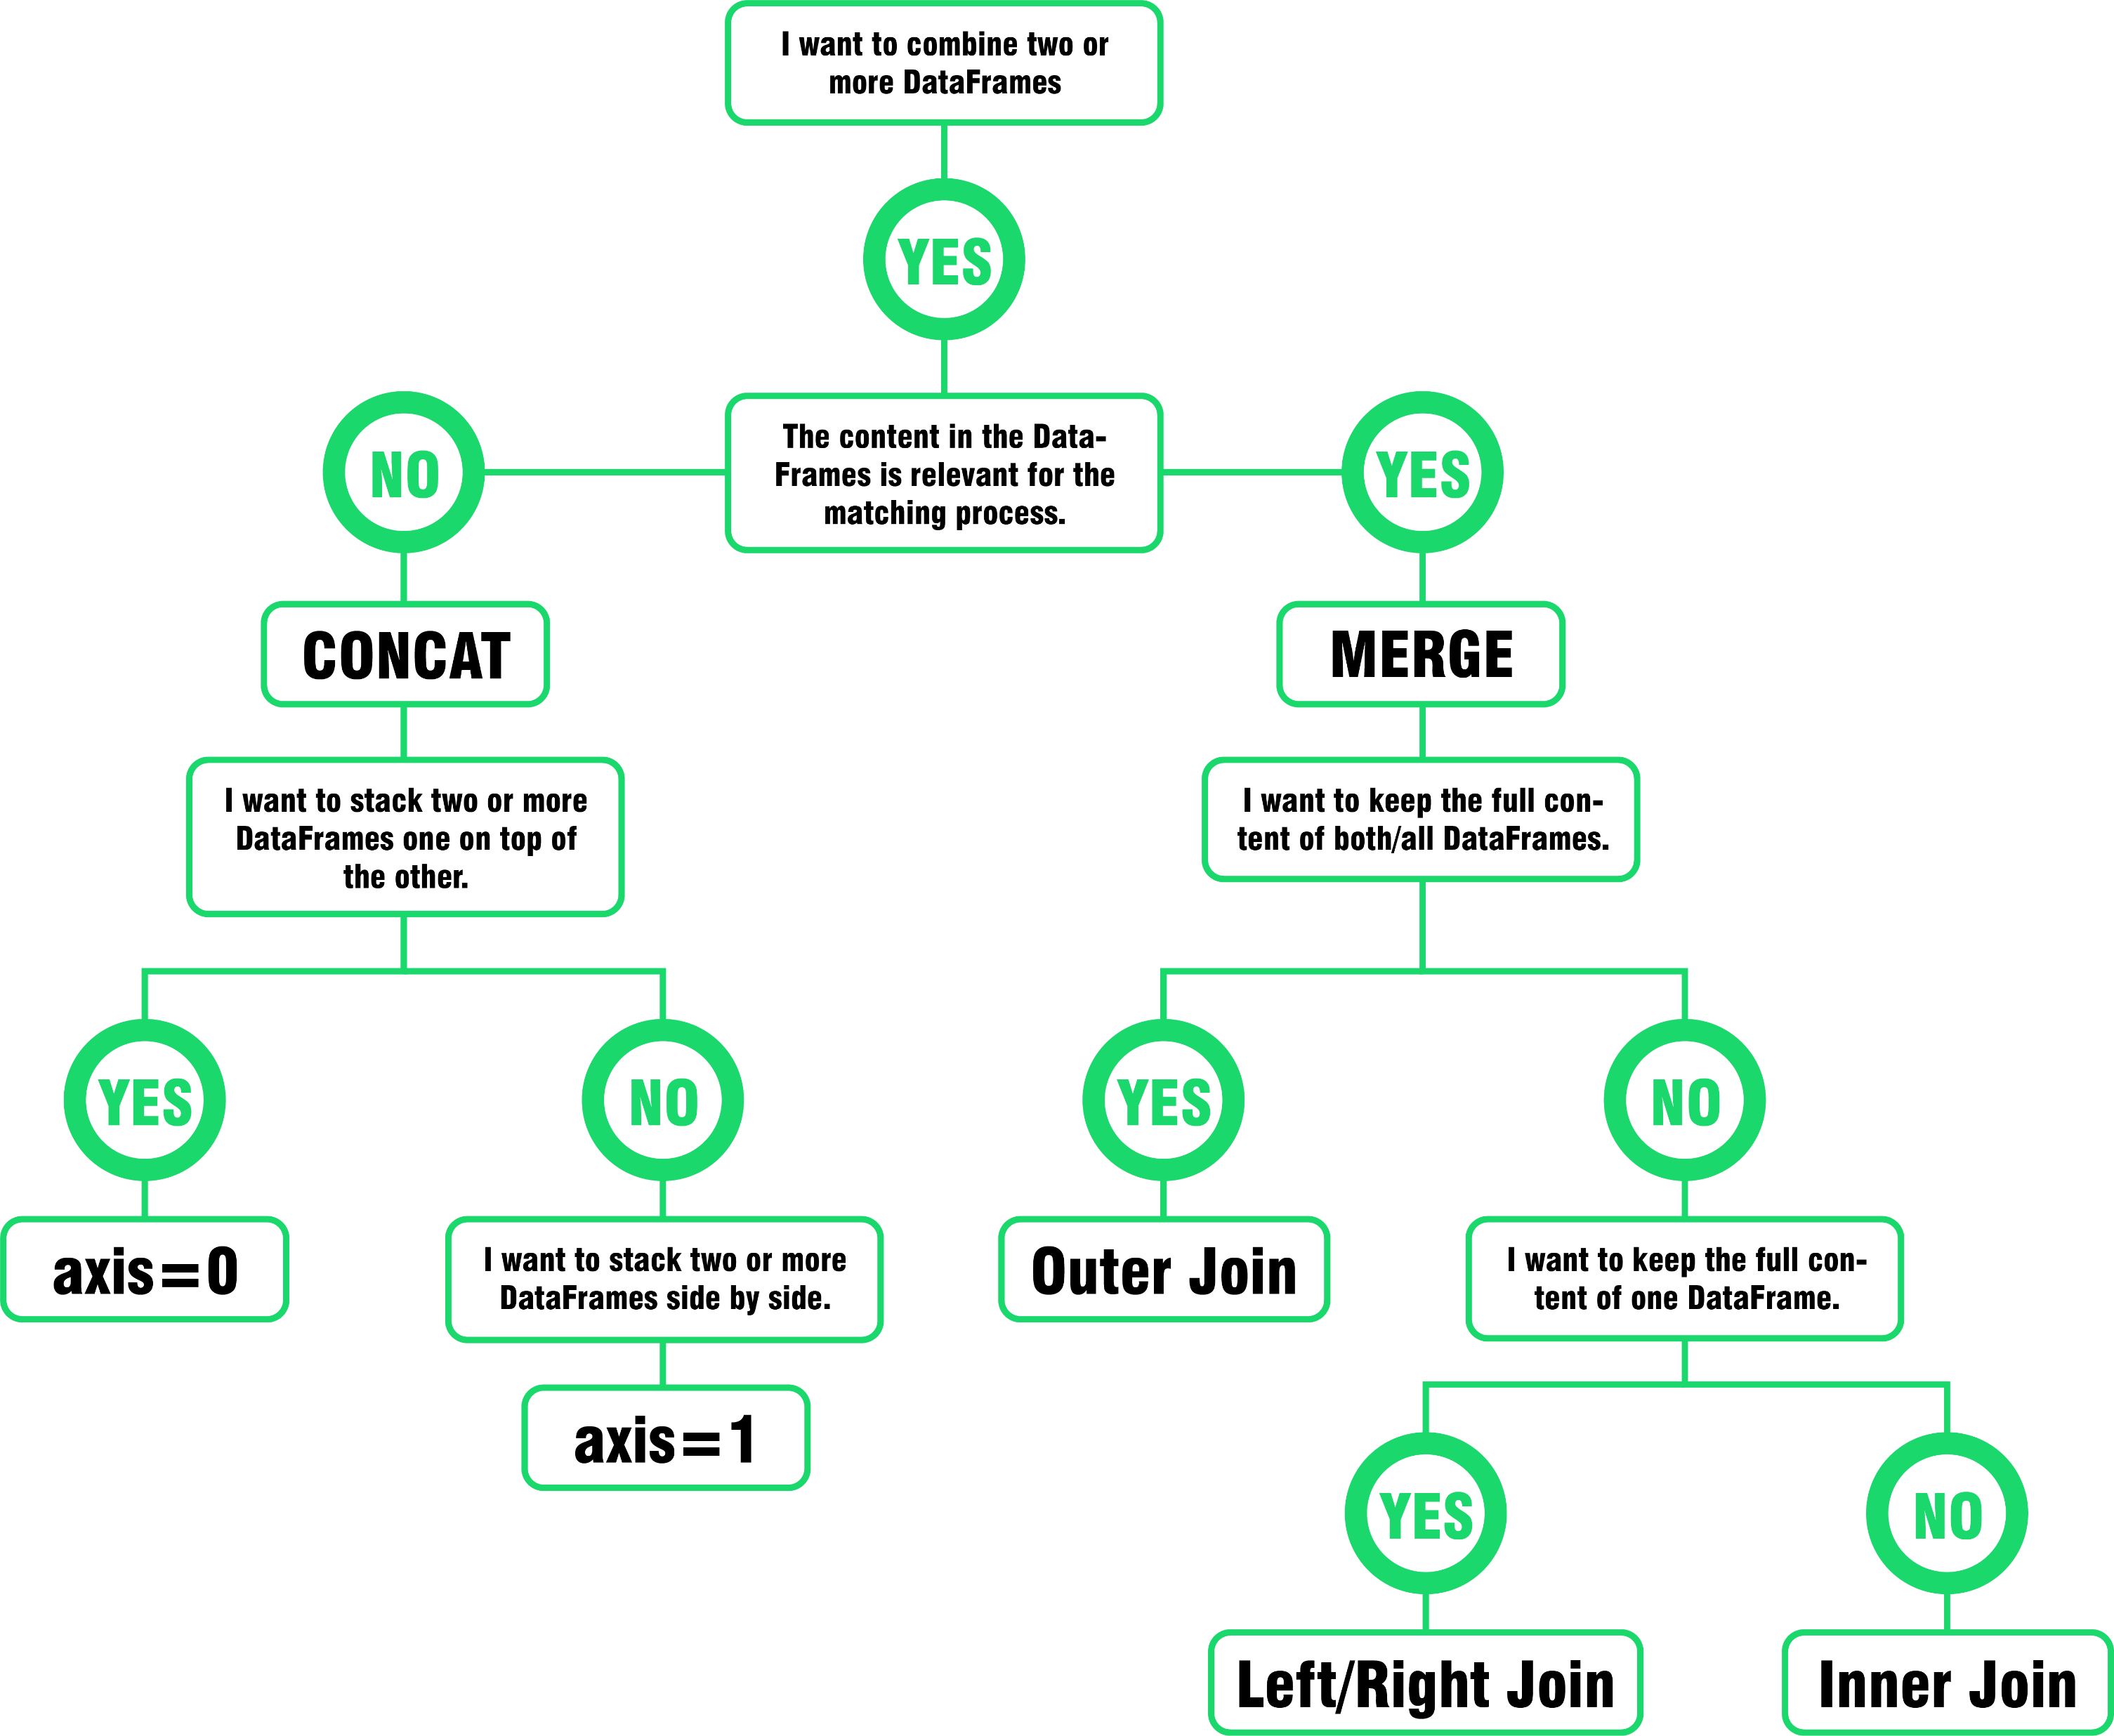 I want to combine two or
more DataFrames
YES
The content in the Data-
Frames is relevant for the
matching process.
NO
YES
CONCAT
MERGE
I want to stack two or more
DataFrames one on top of
the other.
I want to keep the full con-
tent of both/all DataFrames.
YES
NO
YES
NO
axis=0
I want to stack two or more
DataFrames side by side.
Outer Join
I want to keep the full con-
tent of one DataFrame.
axis=1
YES
NO
Left/Right Join
Inner Join